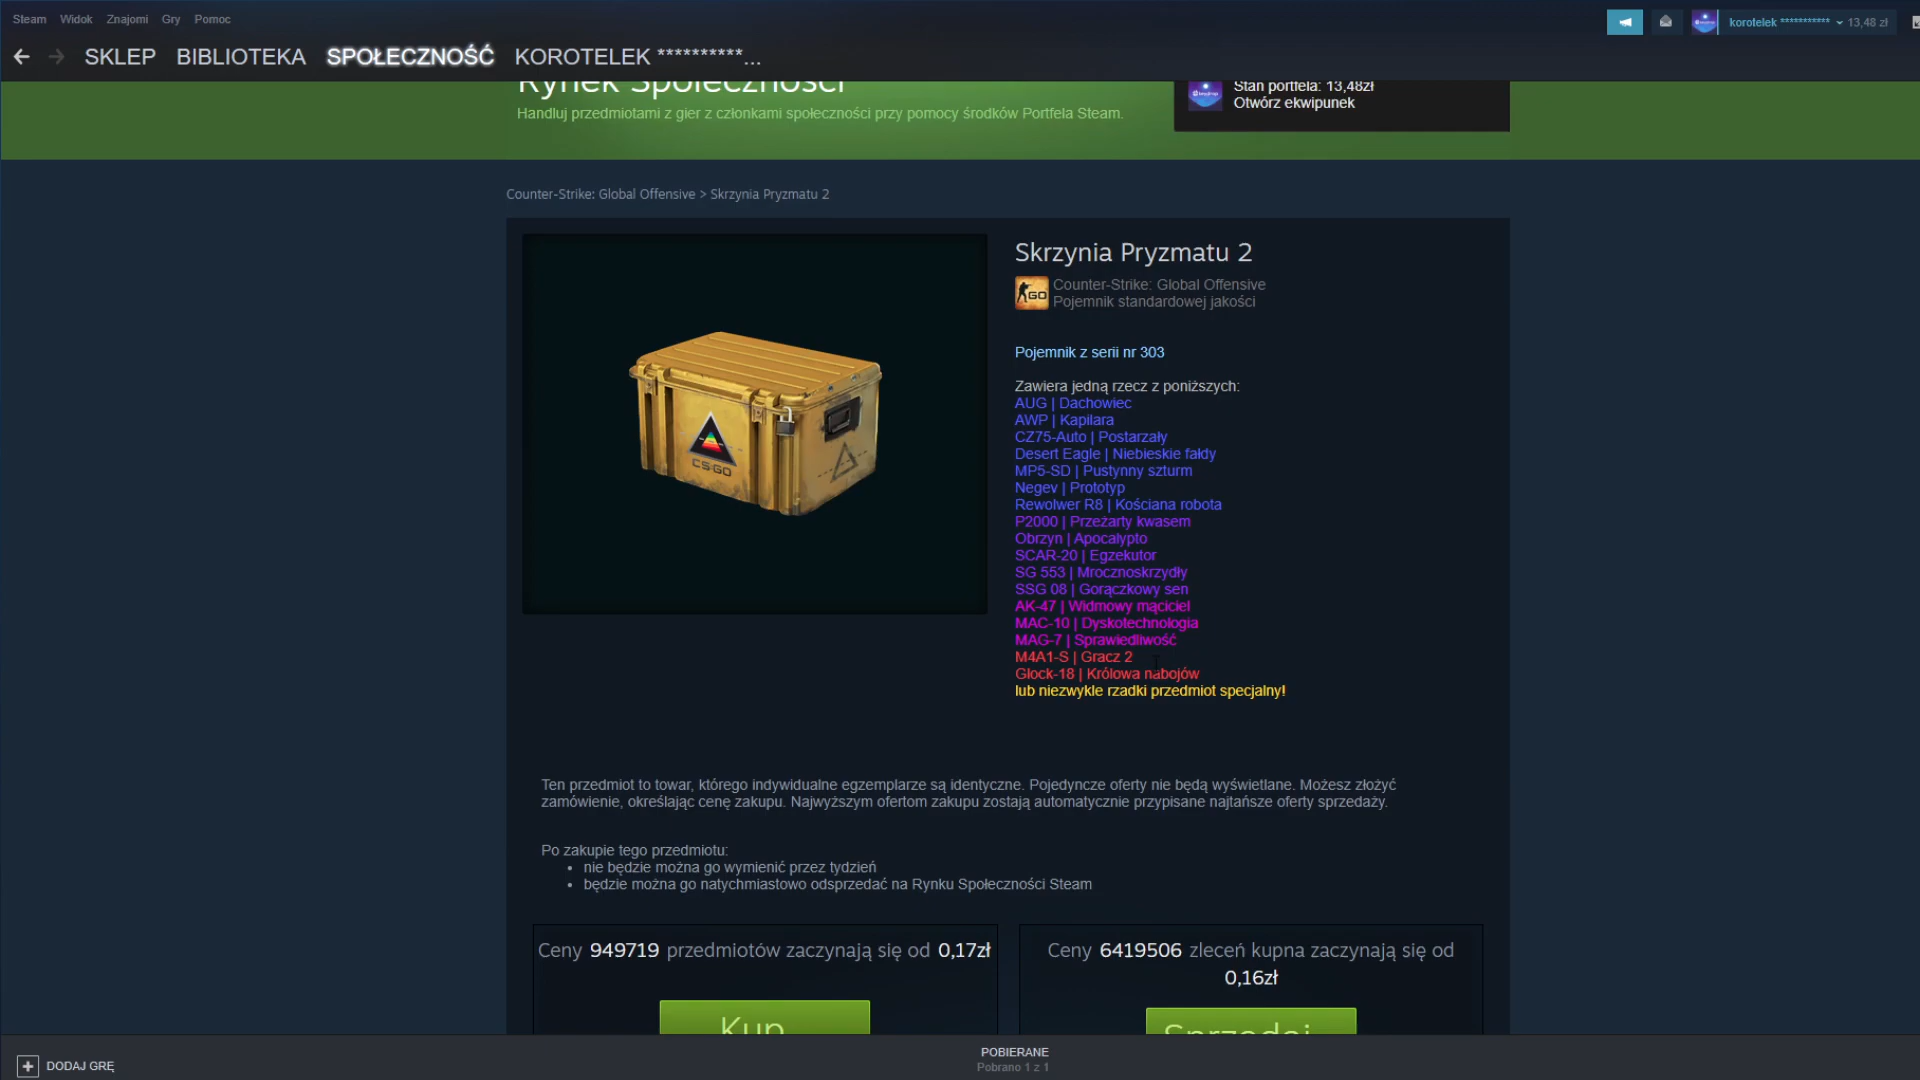 Steam Widok Znajomi Gry Pomoc
korotelek *********** 13,48 zł
SKLEP BIBLIOTEKA SPOŁECZNOŚĆ KOROTELEK **********...
Rynek Społeczności
Handluj przedmiotami z gier z członkami społeczności przy pomocy środków Portfela Steam.
Stan portfela: 13,48zł
Otwórz ekwipunek
Counter-Strike: Global Offensive > Skrzynia Pryzmatu 2
CS:GO
Skrzynia Pryzmatu 2
GO
Counter-Strike: Global Offensive
Pojemnik standardowej jakości
Pojemnik z serii nr 303
Zawiera jedną rzecz z poniższych:
AUG | Dachowiec
AWP | Kapilara
CZ75-Auto | Postarzały
Desert Eagle | Niebieskie fałdy
MP5-SD | Pustynny szturm
Negev | Prototyp
Rewolwer R8 | Kościana robota
P2000 | Przeżarty kwasem
Obrzyn | Apocalypto
SCAR-20 | Egzekutor
SG 553 | Mrocznoskrzydły
SSG 08 | Gorączkowy sen
AK-47 | Widmowy mąciciel
MAC-10 | Dyskotechnologia
MAG-7 | Sprawiedliwość
M4A1-S | Gracz 2
Glock-18 | Królowa nabojów
lub niezwykle rzadki przedmiot specjalny!
Ten przedmiot to towar, którego indywidualne egzemplarze są identyczne. Pojedyncze oferty nie będą wyświetlane. Możesz złożyć
zamówienie, określając cenę zakupu. Najwyższym ofertom zakupu zostają automatycznie przypisane najtańsze oferty sprzedaży.
Po zakupie tego przedmiotu:
• nie będzie można go wymienić przez tydzień
• będzie można go natychmiastowo odsprzedać na Rynku Społeczności Steam
Ceny 949719 przedmiotów zaczynają się od 0,17zł
Kup
Ceny 6419506 zleceń kupna zaczynają się od
0,16zł
Sprzedaj
DODAJ GRĘ
POBIERANE
Pobrano 1 z 1